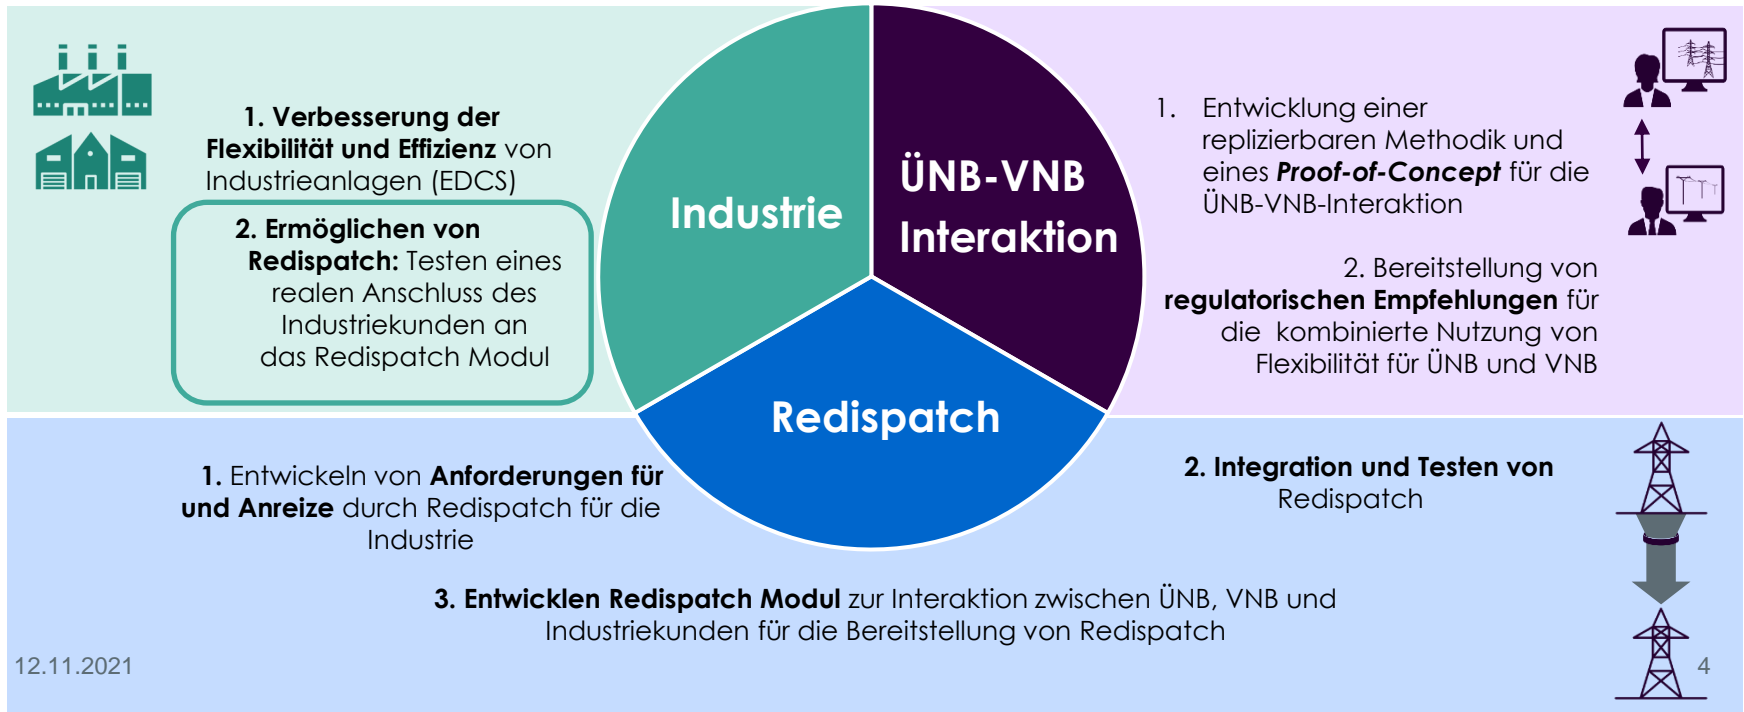 1. Verbesserung der
Flexibilität und Effizienz von
Industrieanlagen (EDCS)
2. Ermöglichen von
Redispatch: Testen eines
realen Anschluss des
Industriekunden an
das Redispatch Modul
Industrie
ÜNB-VNB
Interaktion
Redispatch
1. Entwicklung einer
replizierbaren Methodik und
eines Proof-of-Concept für die
ÜNB-VNB-Interaktion
2. Bereitstellung von
regulatorischen Empfehlungen für
die kombinierte Nutzung von
Flexibilität für ÜNB und VNB
1. Entwickeln von Anforderungen für
und Anreize durch Redispatch für die
Industrie
2. Integration und Testen von
Redispatch
3. Entwicklen Redispatch Modul zur Interaktion zwischen ÜNB, VNB und
Industriekunden für die Bereitstellung von Redispatch
12.11.2021
4